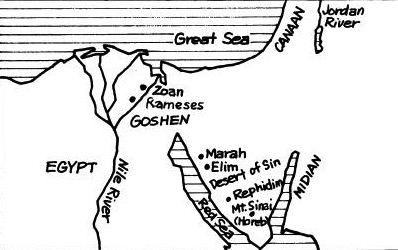 Great Sea
CANAAN
Jordan
River
Zoan
Rameses
GOSHEN
EGYPT
Nile River
Marah
Elim
Desert of Sin
Rephidim
Mt. Sinai
(Horeb)
Red Sea
MIDIAN